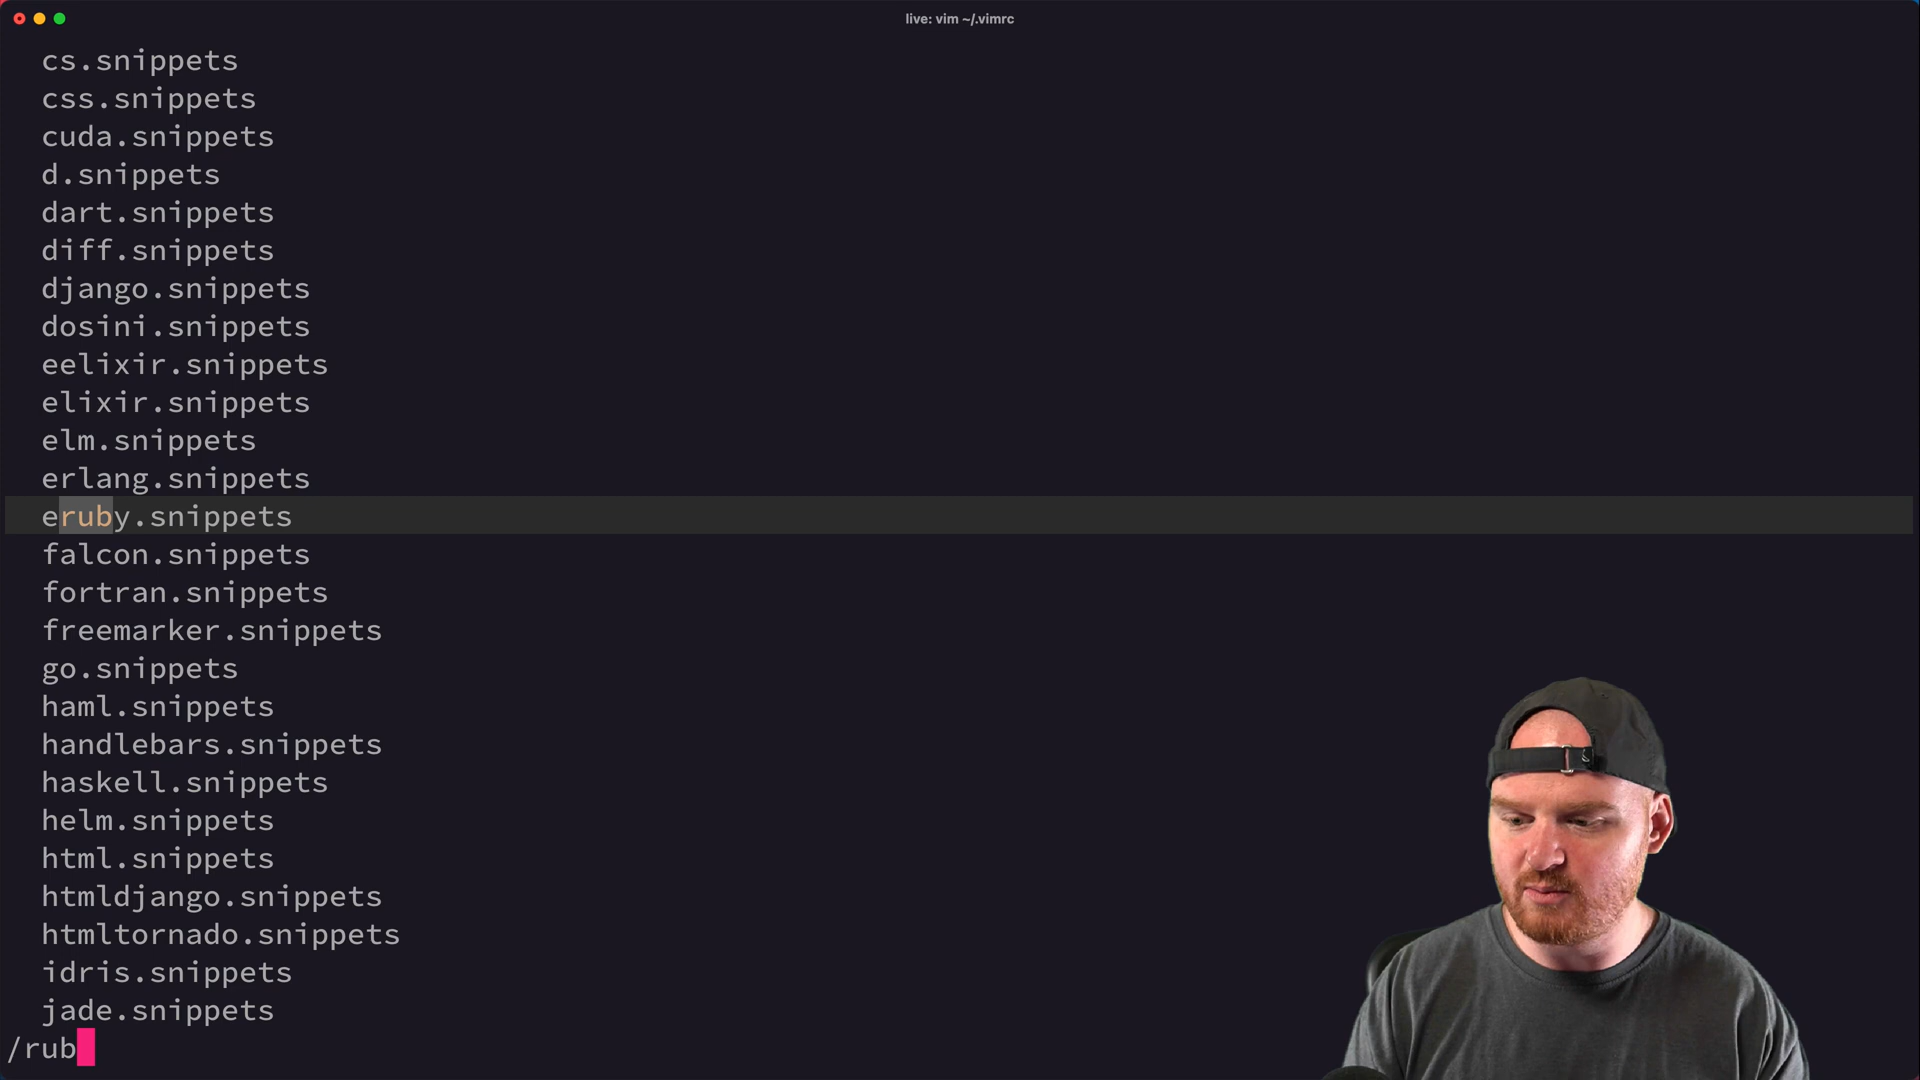 live: vim ~/.vimrc
cs.snippets
css.snippets
cuda.snippets
d.snippets
dart.snippets
diff.snippets
django.snippets
dosini.snippets
eelixir.snippets
elixir.snippets
elm.snippets
erlang.snippets
eruby.snippets
falcon.snippets
fortran.snippets
freemarker.snippets
go.snippets
haml.snippets
handlebars.snippets
haskell.snippets
helm.snippets
html.snippets
htmldjango.snippets
htmltornado.snippets
idris.snippets
jade.snippets
/rub